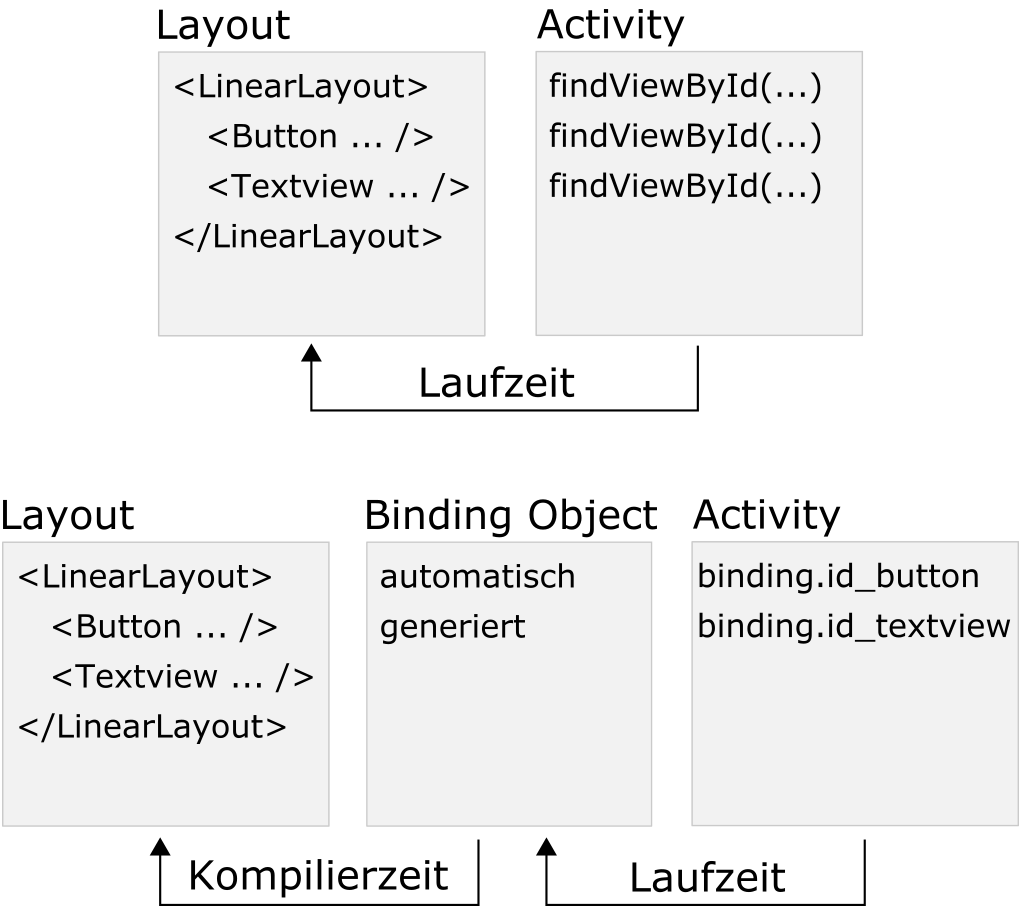 Layout
<LinearLayout>
<Button ... />
<Textview ... />
</LinearLayout>
Activity
findViewById(...)
findViewById(...)
findViewById(...)
Laufzeit
Layout
<LinearLayout>
<Button ... />
<Textview ... />
</LinearLayout>
Binding Object
automatisch
generiert
Activity
binding.id_button
binding.id_textview
Kompilierzeit
Laufzeit